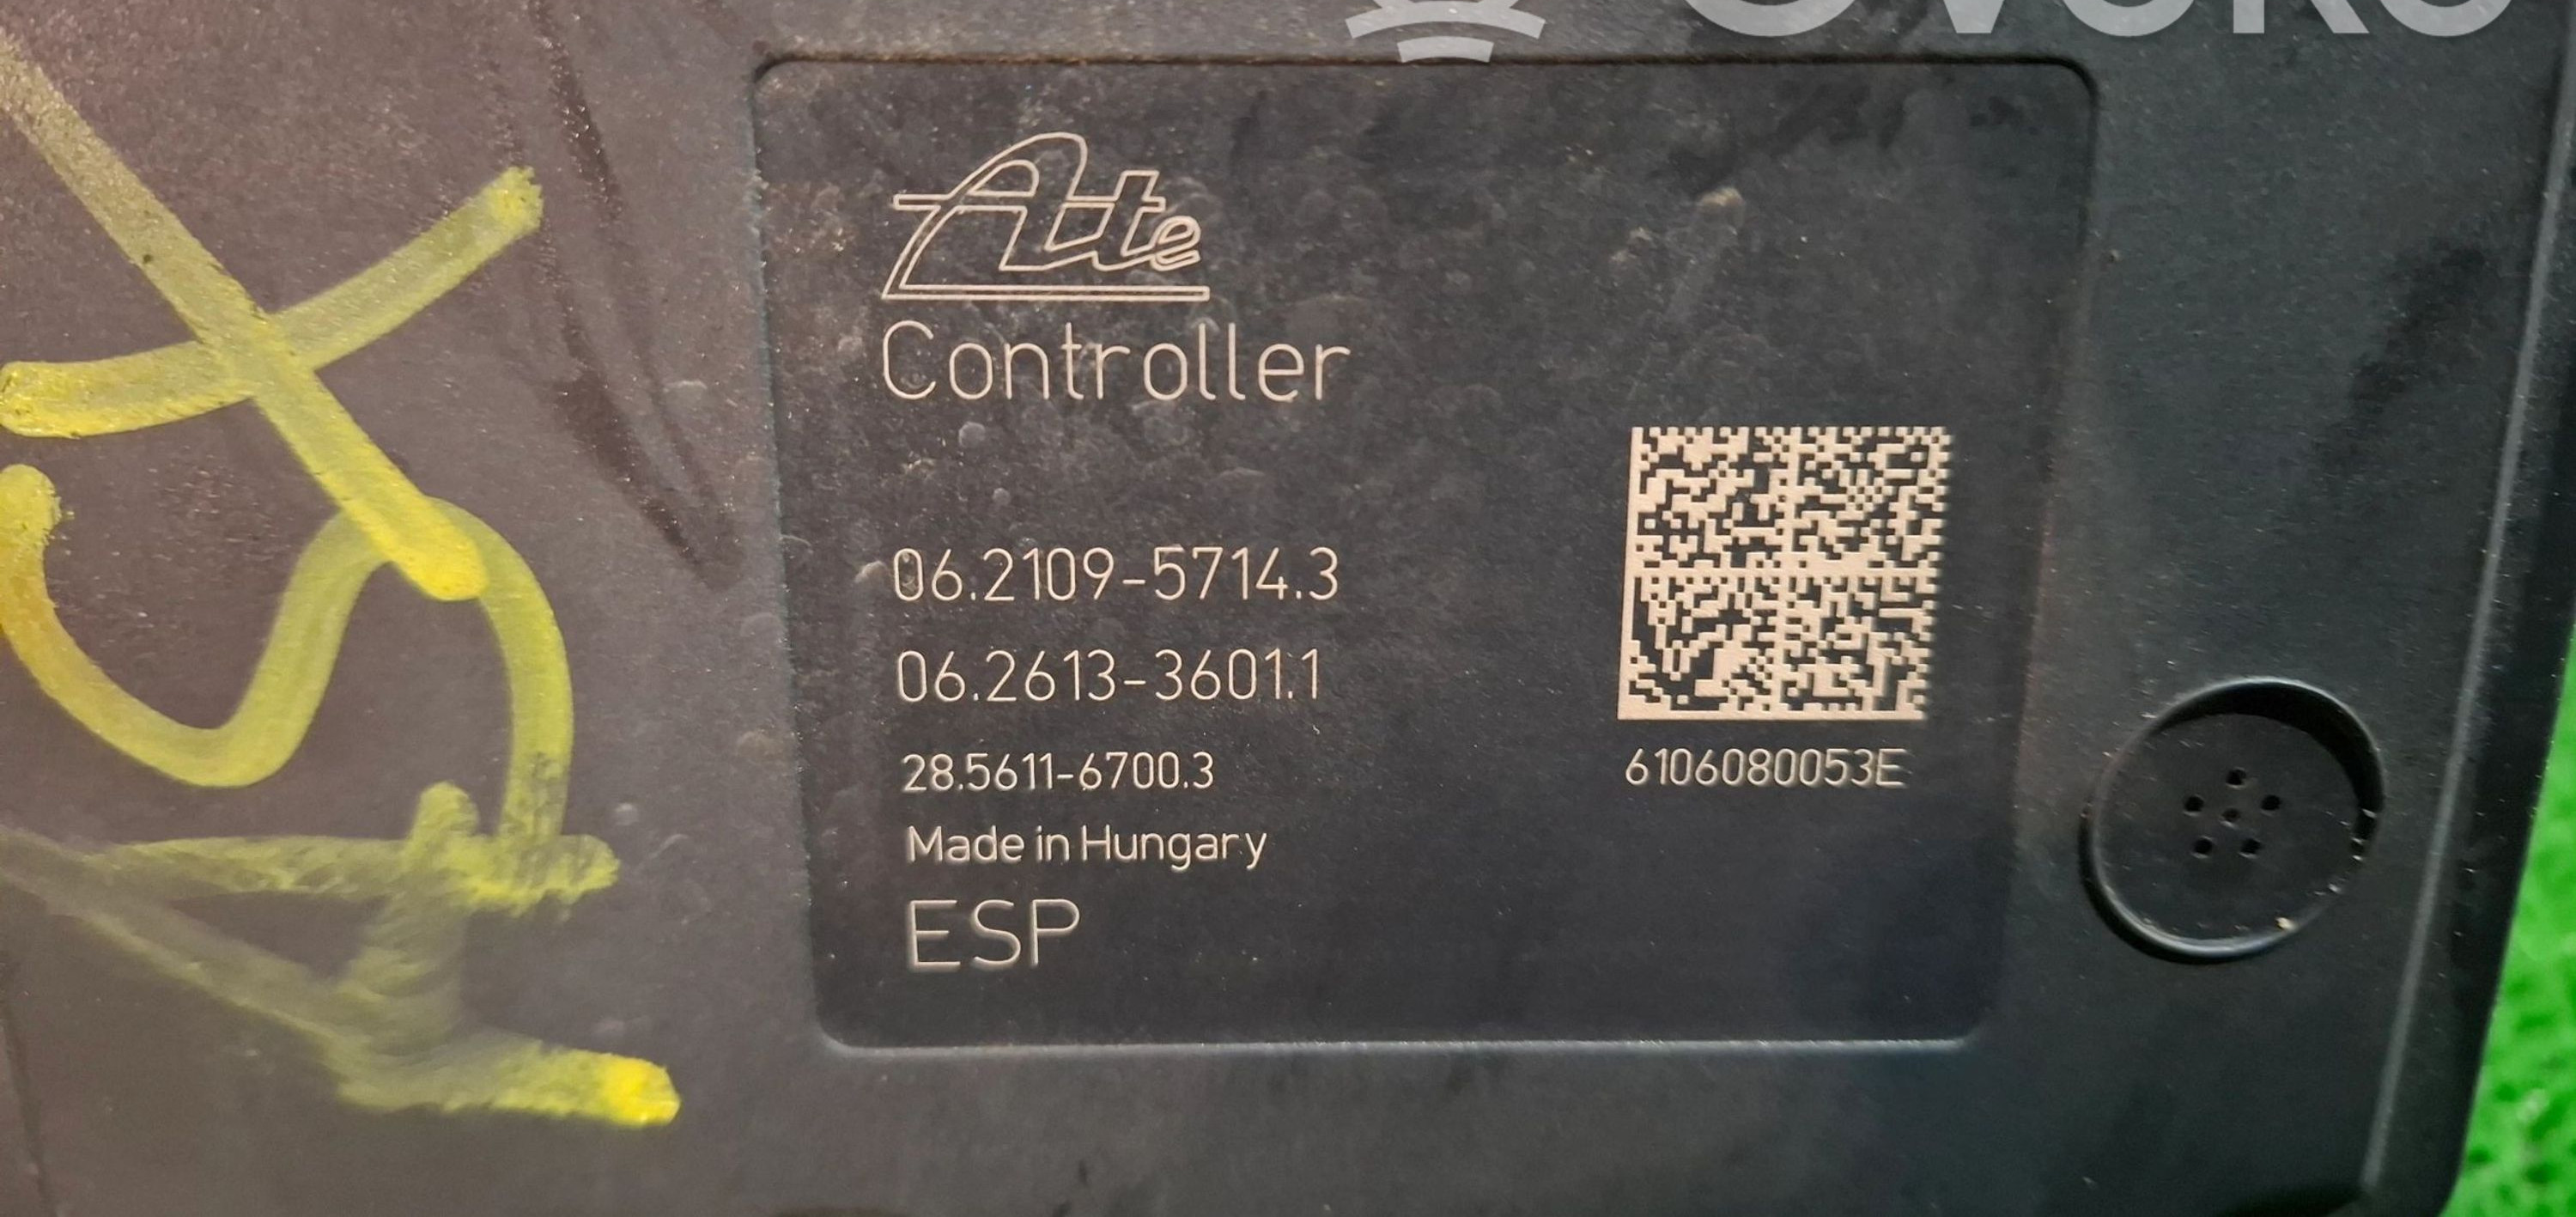 Ate
Controller
06.2109-5714.3
06.2613-3601.1
28.5611-6700.3
Made in Hungary
ESP
6106080053E